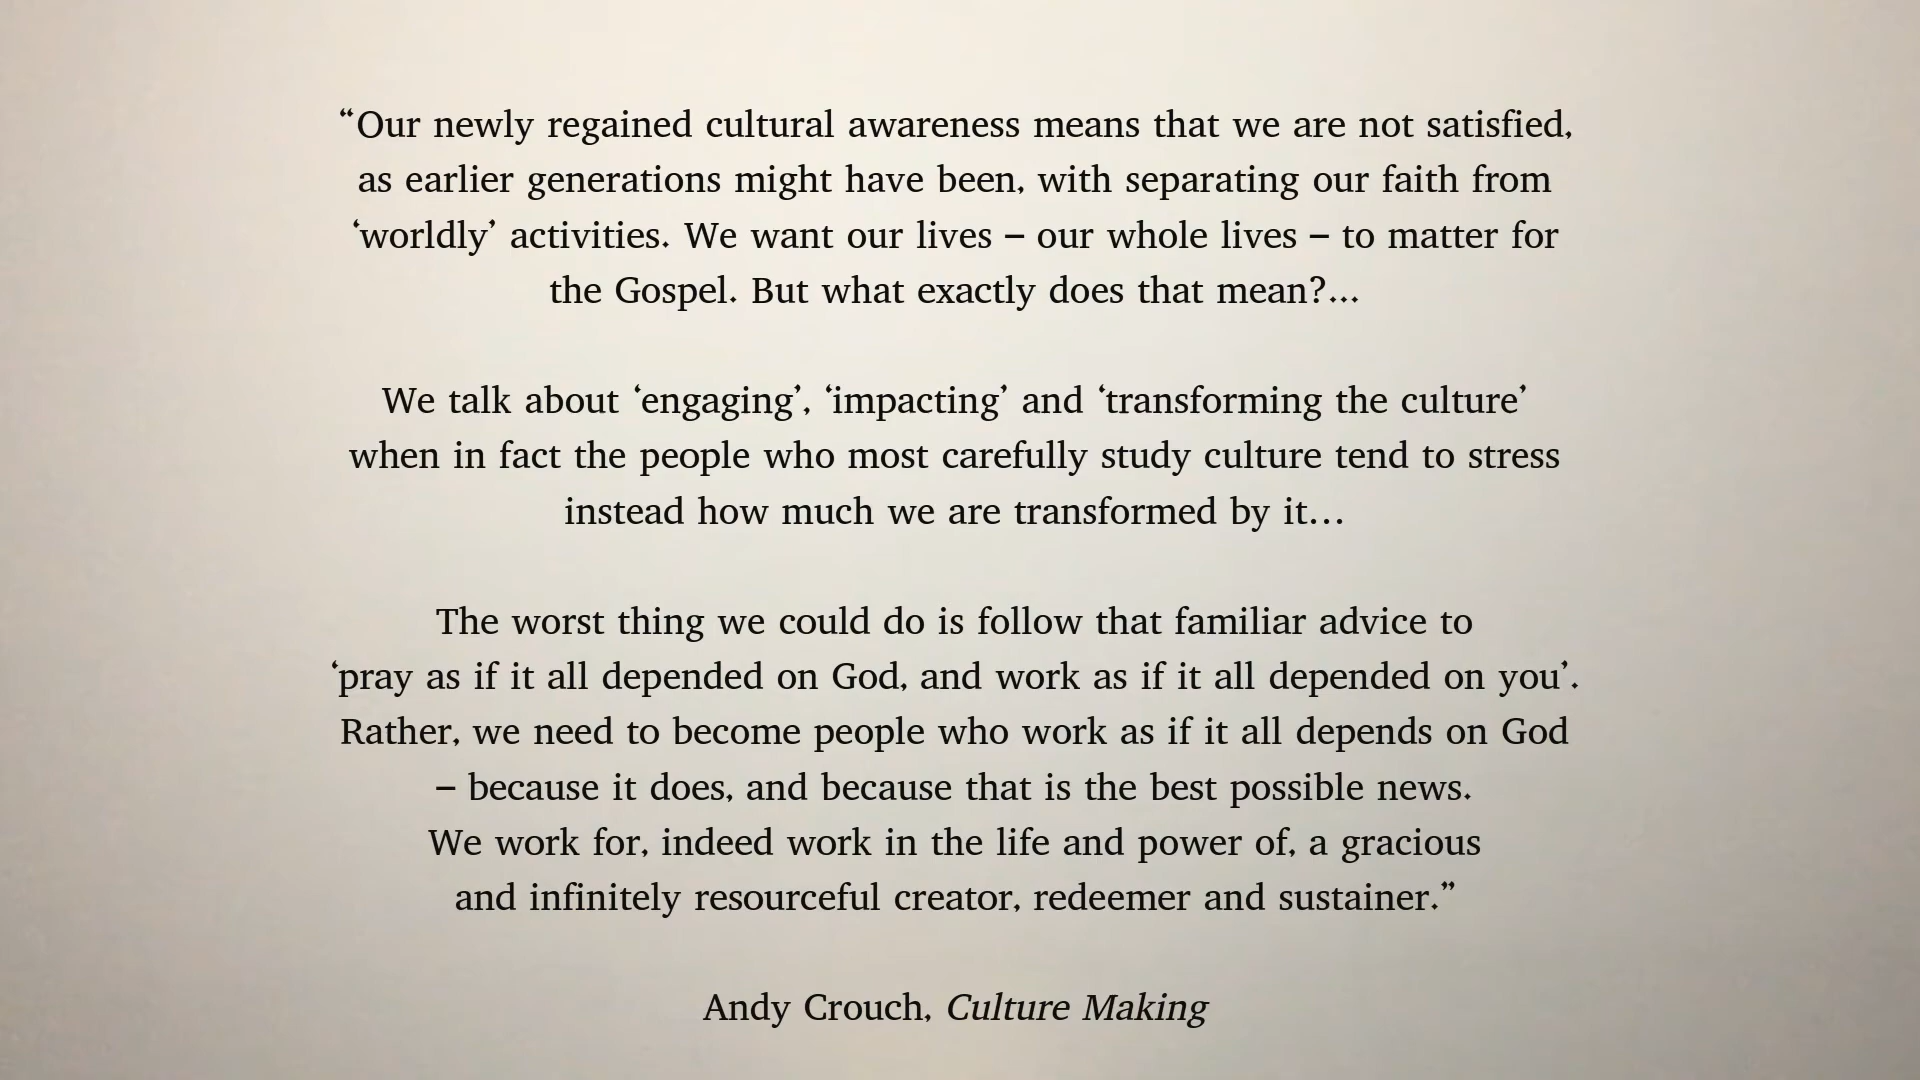 “Our newly regained cultural awareness means that we are not satisfied,
as earlier generations might have been, with separating our faith from
‘worldly’ activities. We want our lives – our whole lives – to matter for
the Gospel. But what exactly does that mean?...
We talk about ‘engaging’, ‘impacting’ and ‘transforming the culture’
when in fact the people who most carefully study culture tend to stress
instead how much we are transformed by it…
The worst thing we could do is follow that familiar advice to
‘pray as if it all depended on God, and work as if it all depended on you’.
Rather, we need to become people who work as if it all depends on God
– because it does, and because that is the best possible news.
We work for, indeed work in the life and power of, a gracious
and infinitely resourceful creator, redeemer and sustainer.”
Andy Crouch, Culture Making